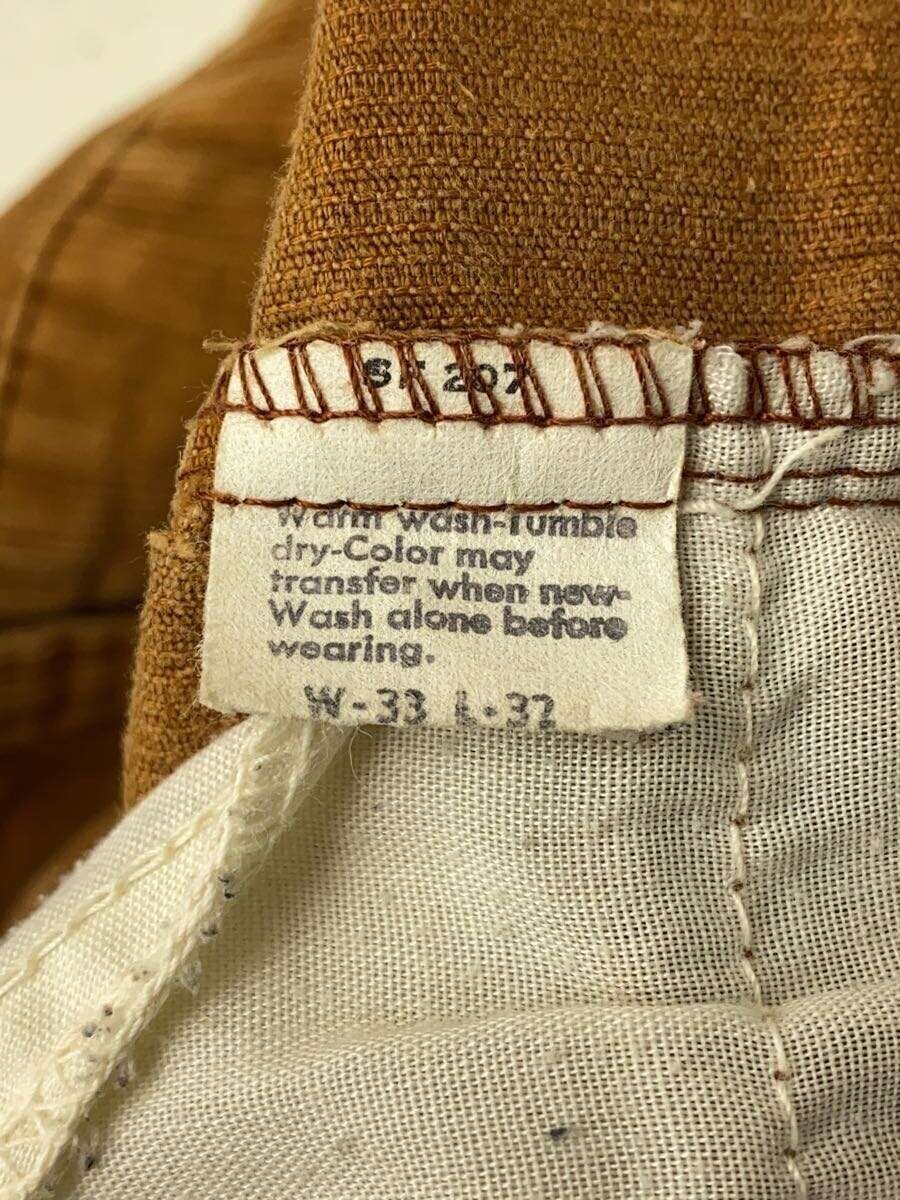 SF 207
Warm wash-Tumble
dry-Color may
transfer when new-
Wash alone before
wearing.
W-33 L-32